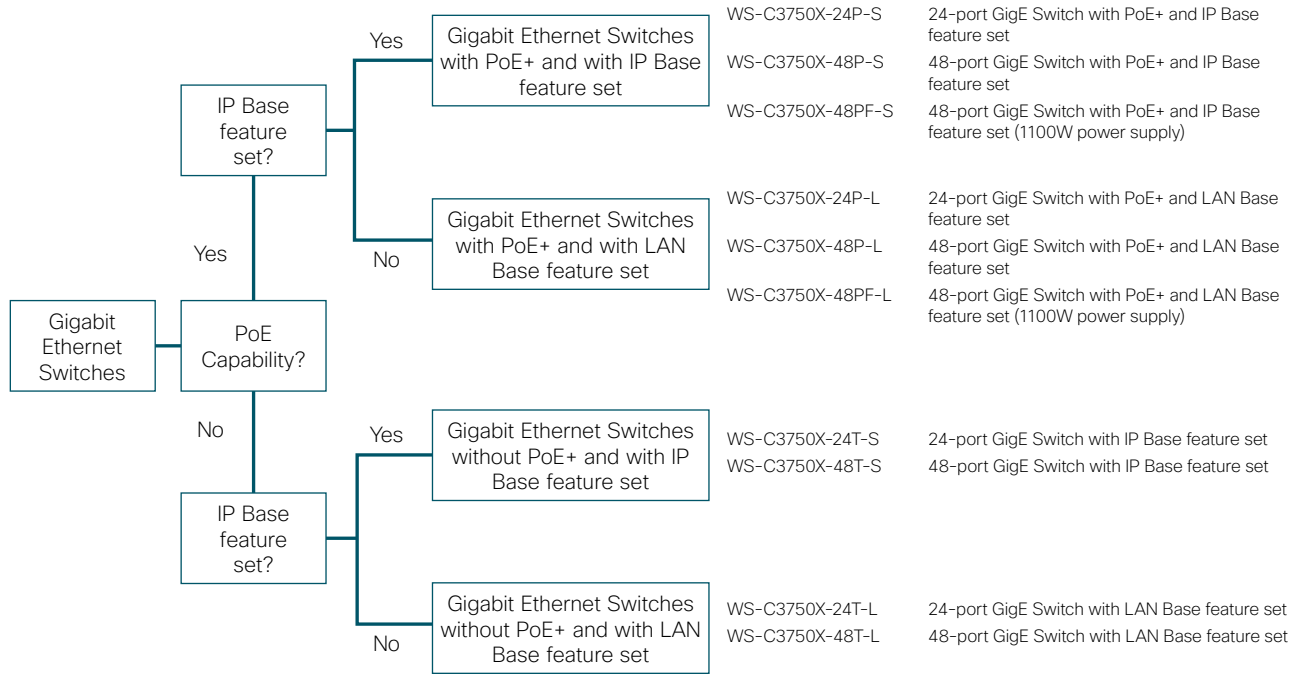 Yes
Gigabit Ethernet Switches
with PoE+ and with IP Base
feature set
WS-C3750X-24P-S 24-port GigE Switch with PoE+ and IP Base
feature set
WS-C3750X-48P-S 48-port GigE Switch with PoE+ and IP Base
feature set
WS-C3750X-48PF-S 48-port GigE Switch with PoE+ and IP Base
feature set (1100W power supply)
IP Base
feature
set?
No
Gigabit Ethernet Switches
with PoE+ and with LAN
Base feature set
WS-C3750X-24P-L 24-port GigE Switch with PoE+ and LAN Base
feature set
WS-C3750X-48P-L 48-port GigE Switch with PoE+ and LAN Base
feature set
WS-C3750X-48PF-L 48-port GigE Switch with PoE+ and LAN Base
feature set (1100W power supply)
Yes
Gigabit
Ethernet
Switches
PoE
Capability?
No
Yes
Gigabit Ethernet Switches
without PoE+ and with IP
Base feature set
WS-C3750X-24T-S 24-port GigE Switch with IP Base feature set
WS-C3750X-48T-S 48-port GigE Switch with IP Base feature set
IP Base
feature
set?
No
Gigabit Ethernet Switches
without PoE+ and with LAN
Base feature set
WS-C3750X-24T-L 24-port GigE Switch with LAN Base feature set
WS-C3750X-48T-L 48-port GigE Switch with LAN Base feature set